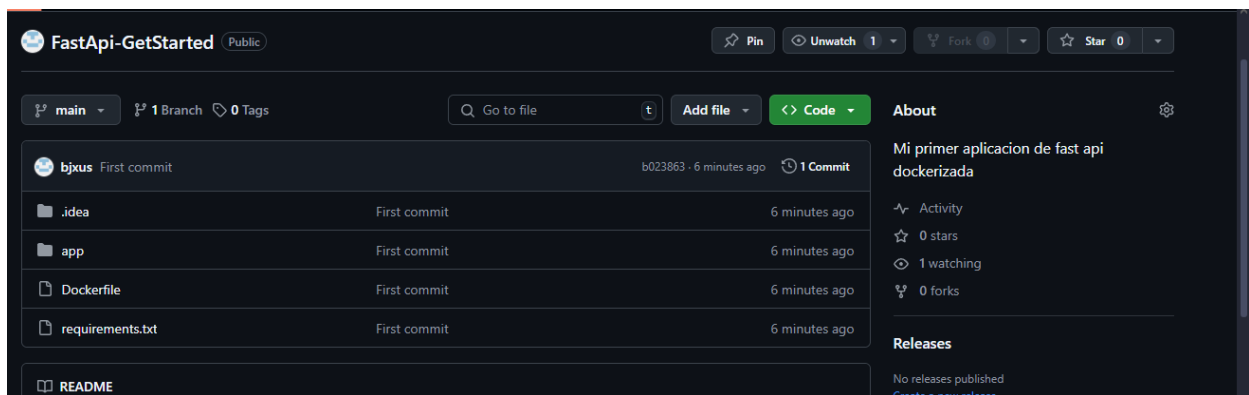 FastApi-GetStarted Public
Pin Unwatch 1 Fork 0 Star 0
main 1 Branch 0 Tags Go to file t Add file Code
bjxus First commit b023863 · 6 minutes ago 1 Commit
.idea First commit 6 minutes ago
app First commit 6 minutes ago
Dockerfile First commit 6 minutes ago
requirements.txt First commit 6 minutes ago
README
About
Mi primer aplicacion de fast api
dockerizada
Activity
0 stars
1 watching
0 forks
Releases
No releases published
Create a new release